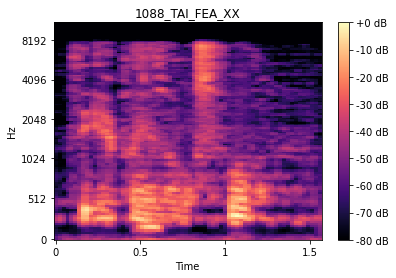 1088_TAI_FEA_XX
+0 dB
8192
-10 dB
4096
-20 dB
-30 dB
2048
Hz
-40 dB
1024
-50 dB
512
-60 dB
-70 dB
0
-80 dB
0
0.5
1
1.5
Time